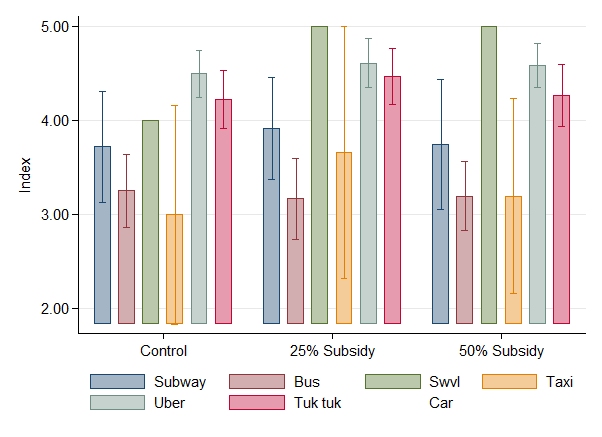 5.00
4.00
Index
3.00
2.00
Control 25% Subsidy 50% Subsidy
Subway Bus Swvl Taxi
Uber Tuk tuk Car